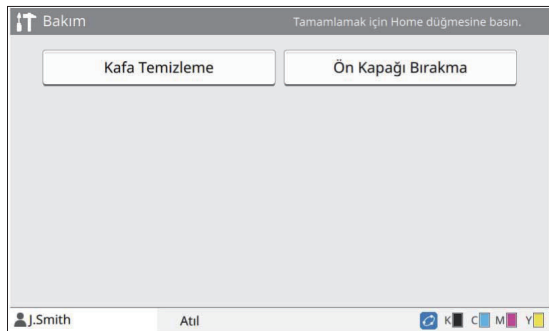 Bakım
Tamamlamak için Home düğmesine basın.
Kafa Temizleme
Ön Kapağı Bırakma
J.Smith
Atıl
K C M Y